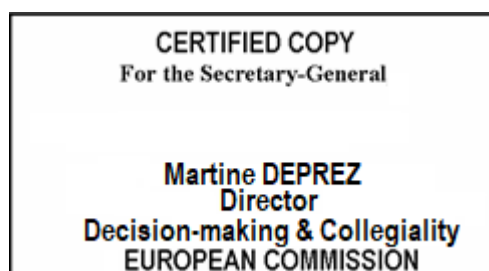 CERTIFIED COPY
For the Secretary-General
Martine DEPREZ
Director
Decision-making & Collegiality
EUROPEAN COMMISSION